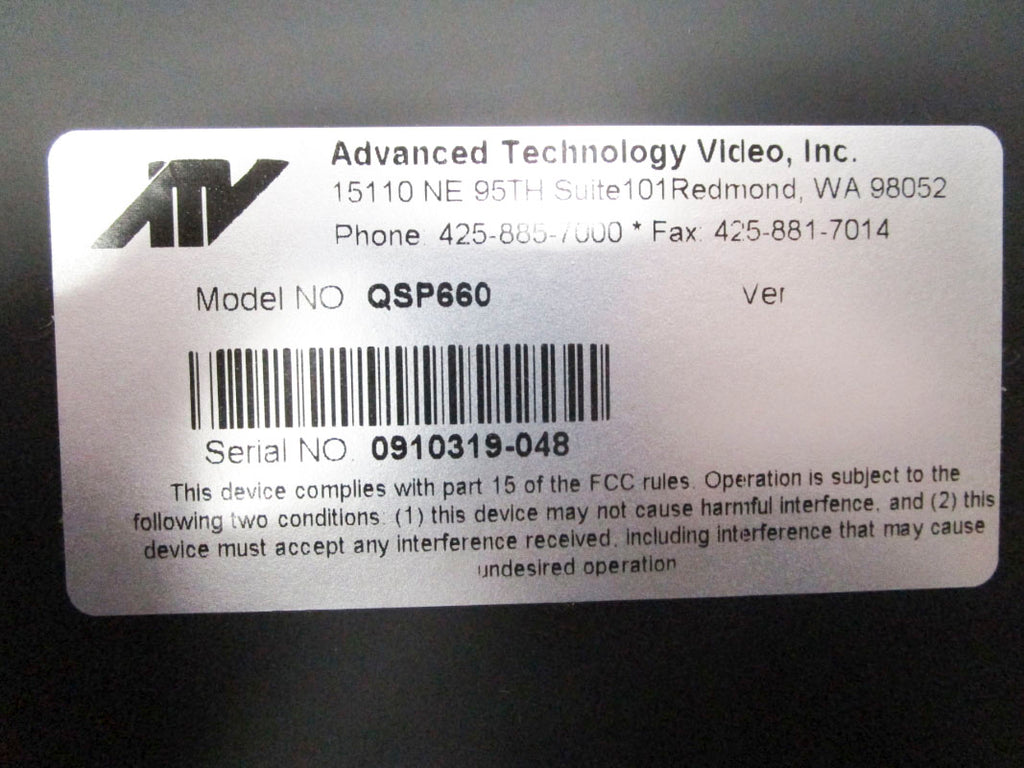 ATV
Advanced Technology Video, Inc.
15110 NE 95TH Suite101Redmond, WA 98052
Phone 425-885-7000 * Fax: 425-881-7014
Model NO QSP660
Ver
Serial NO. 0910319-048
This device complies with part 15 of the FCC rules. Operation is subject to the
following two conditions: (1) this device may not cause harmful interfence, and (2) this
device must accept any interference received, including interference that may cause
undesired operation